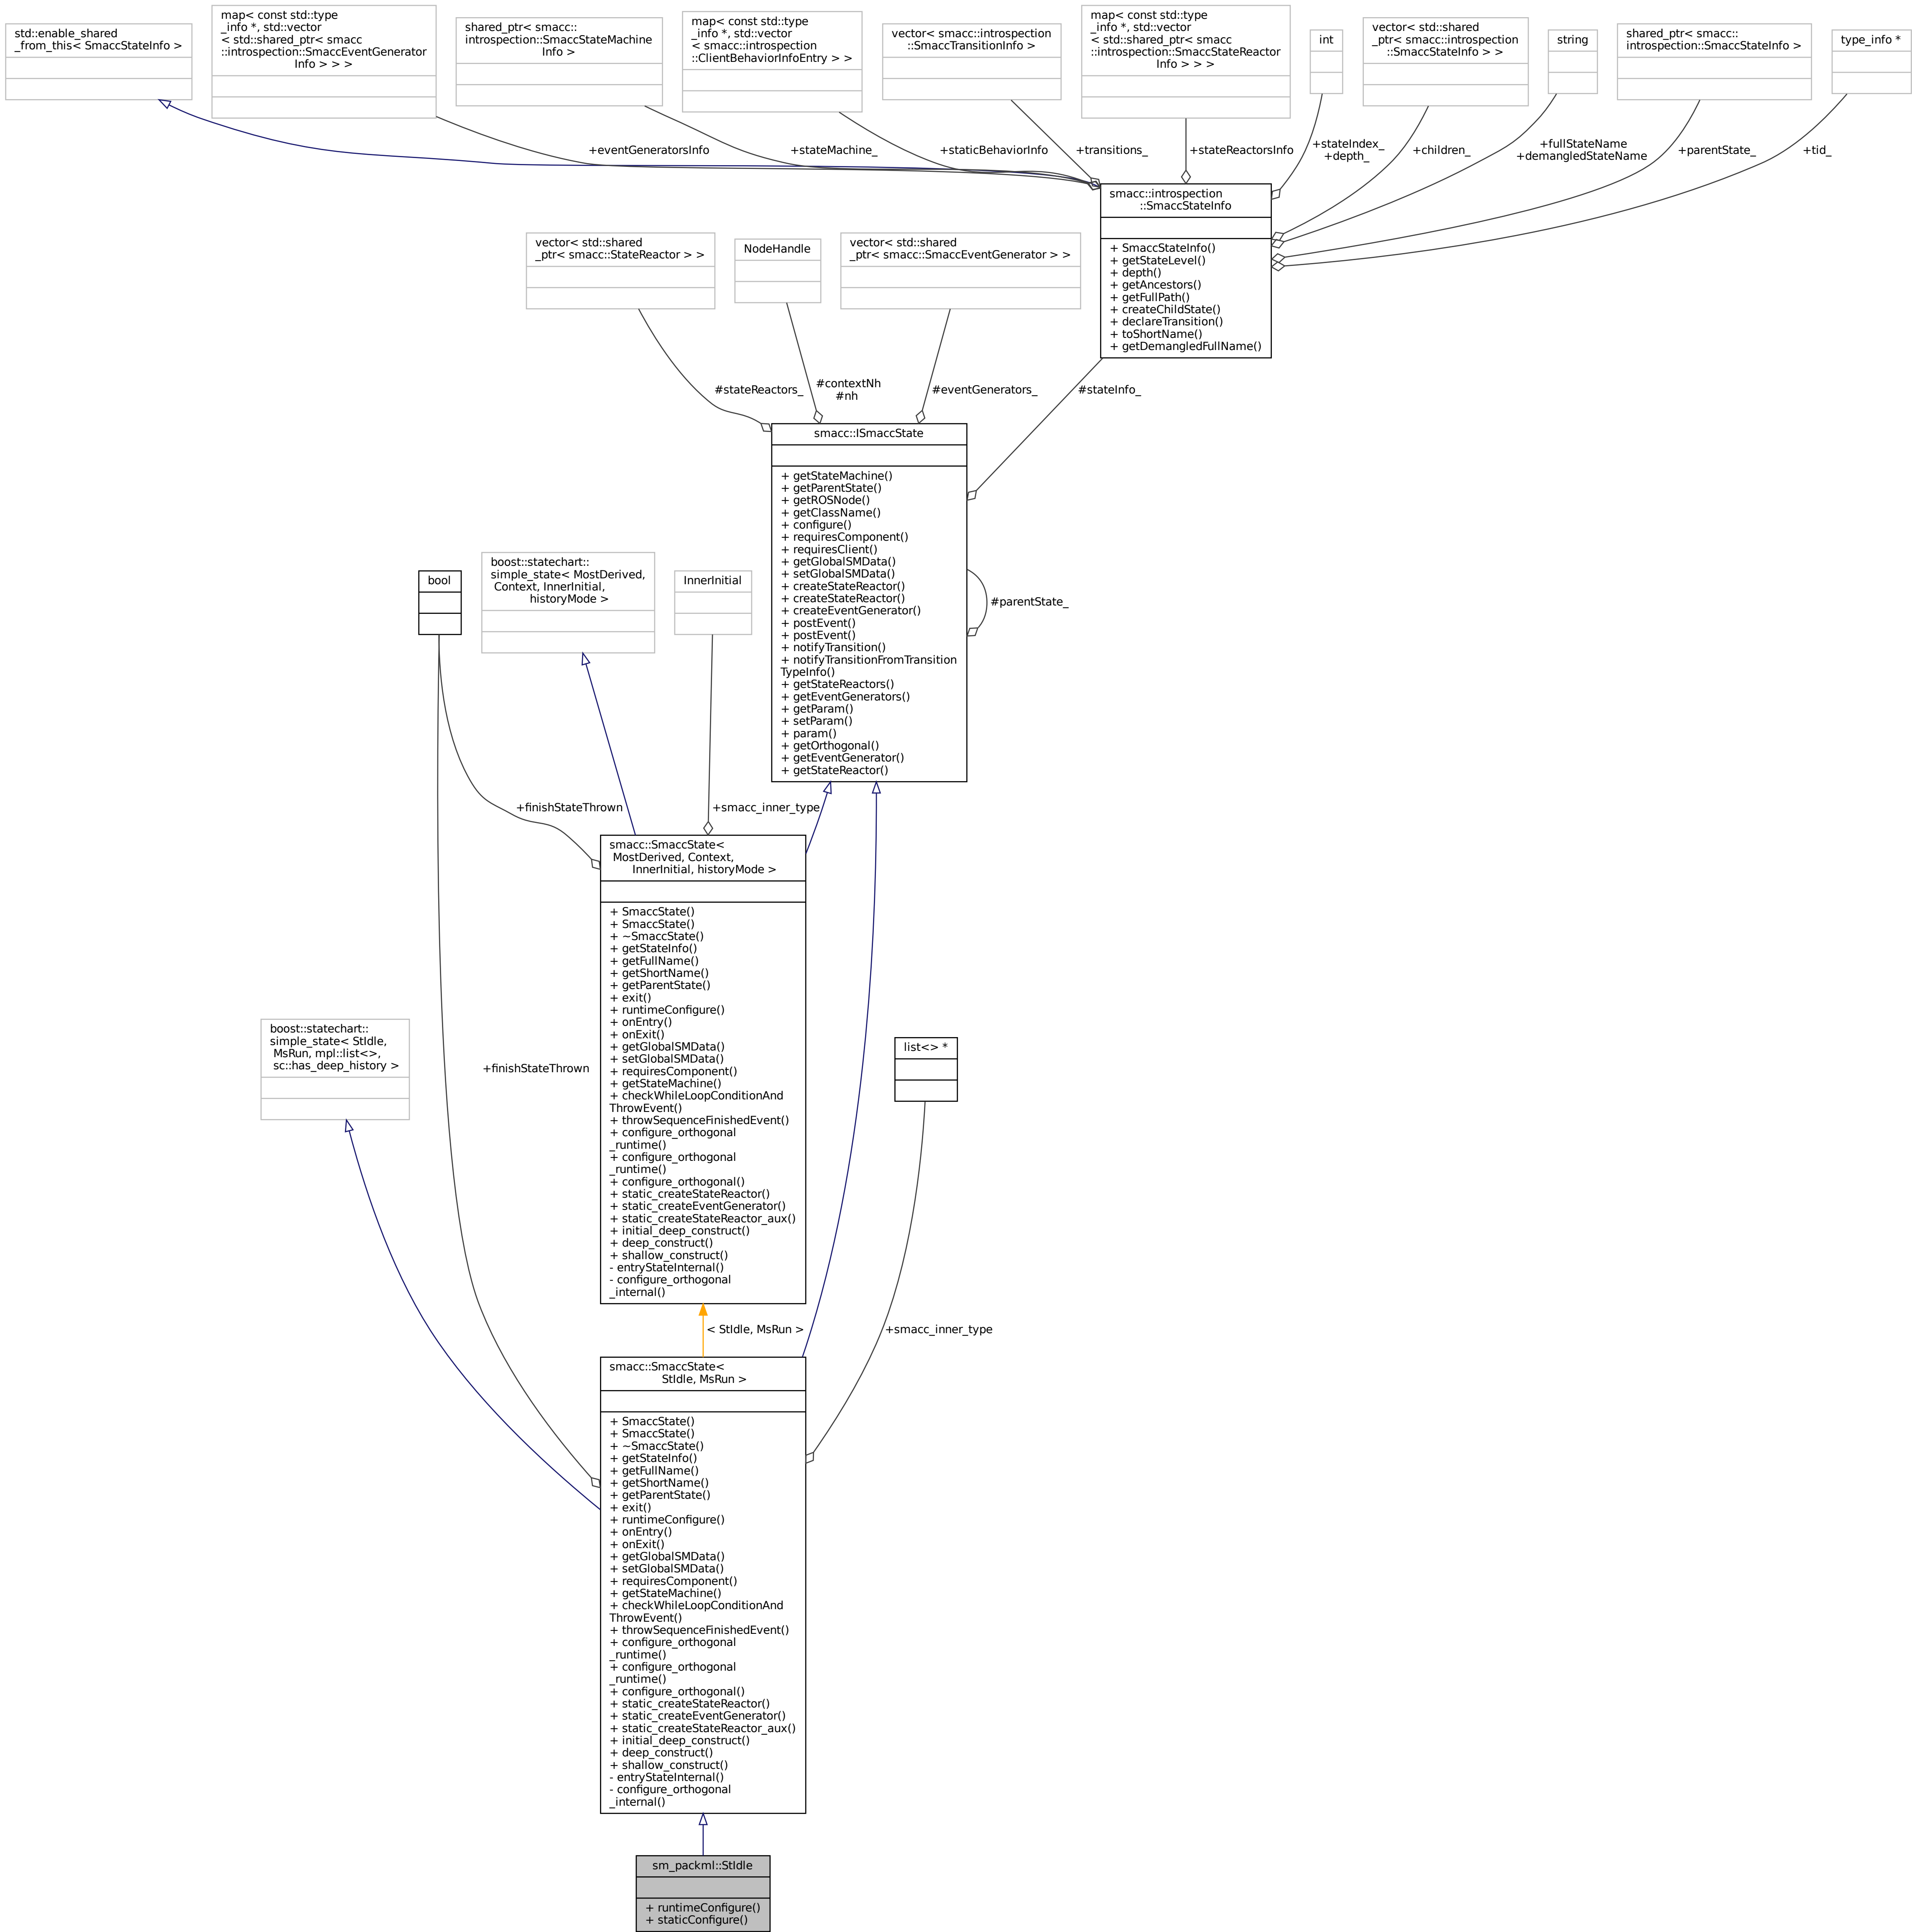 std::enable_shared
_from_this< SmaccStateInfo >
map< const std::type
_info *, std::vector
< std::shared_ptr< smacc
::introspection::SmaccEventGenerator
Info > > >
shared_ptr< smacc::
introspection::SmaccStateMachine
Info >
map< const std::type
_info *, std::vector
< smacc::introspection
::ClientBehaviorInfoEntry > >
vector< smacc::introspection
::SmaccTransitionInfo >
map< const std::type
_info *, std::vector
< std::shared_ptr< smacc
::introspection::SmaccStateReactor
Info > > >
int
vector< std::shared
_ptr< smacc::introspection
::SmaccStateInfo > >
string
shared_ptr< smacc::
introspection::SmaccStateInfo >
type_info *
+eventGeneratorsInfo
+stateMachine_
+staticBehaviorInfo
+transitions_
+stateReactorsInfo
+stateIndex_
+depth_
+children_
+fullStateName
+demangledStateName
+parentState_
+tid_
smacc::introspection
::SmaccStateInfo
+ SmaccStateInfo()
+ getStateLevel()
+ depth()
+ getAncestors()
+ getFullPath()
+ createChildState()
+ declareTransition()
+ toShortName()
+ getDemangledFullName()
vector< std::shared
_ptr< smacc::StateReactor > >
NodeHandle
vector< std::shared
_ptr< smacc::SmaccEventGenerator > >
#stateReactors_
#contextNh
#nh
#eventGenerators_
#stateInfo_
smacc::ISmaccState
+ getStateMachine()
+ getParentState()
+ getROSNode()
+ getClassName()
+ configure()
+ requiresComponent()
+ requiresClient()
+ getGlobalSMData()
+ setGlobalSMData()
+ createStateReactor()
+ createStateReactor()
+ createEventGenerator()
+ postEvent()
+ postEvent()
+ notifyTransition()
+ notifyTransitionFromTransition
TypeInfo()
+ getStateReactors()
+ getEventGenerators()
+ getParam()
+ setParam()
+ param()
+ getOrthogonal()
+ getEventGenerator()
+ getStateReactor()
#parentState_
bool
boost::statechart::
simple_state< MostDerived,
Context, InnerInitial,
historyMode >
InnerInitial
+finishStateThrown
+smacc_inner_type
smacc::SmaccState<
MostDerived, Context,
InnerInitial, historyMode >
+ SmaccState()
+ SmaccState()
+ ~SmaccState()
+ getStateInfo()
+ getFullName()
+ getShortName()
+ getParentState()
+ exit()
+ runtimeConfigure()
+ onEntry()
+ onExit()
+ getGlobalSMData()
+ setGlobalSMData()
+ requiresComponent()
+ getStateMachine()
+ checkWhileLoopConditionAnd
ThrowEvent()
+ throwSequenceFinishedEvent()
+ configure_orthogonal
_runtime()
+ configure_orthogonal
_runtime()
+ configure_orthogonal()
+ static_createStateReactor()
+ static_createEventGenerator()
+ static_createStateReactor_aux()
+ initial_deep_construct()
+ deep_construct()
+ shallow_construct()
- entryStateInternal()
- configure_orthogonal
_internal()
boost::statechart::
simple_state< StIdle,
MsRun, mpl::list<>,
sc::has_deep_history >
+finishStateThrown
list<> *
< StIdle, MsRun >
+smacc_inner_type
smacc::SmaccState<
StIdle, MsRun >
+ SmaccState()
+ SmaccState()
+ ~SmaccState()
+ getStateInfo()
+ getFullName()
+ getShortName()
+ getParentState()
+ exit()
+ runtimeConfigure()
+ onEntry()
+ onExit()
+ getGlobalSMData()
+ setGlobalSMData()
+ requiresComponent()
+ getStateMachine()
+ checkWhileLoopConditionAnd
ThrowEvent()
+ throwSequenceFinishedEvent()
+ configure_orthogonal
_runtime()
+ configure_orthogonal
_runtime()
+ configure_orthogonal()
+ static_createStateReactor()
+ static_createEventGenerator()
+ static_createStateReactor_aux()
+ initial_deep_construct()
+ deep_construct()
+ shallow_construct()
- entryStateInternal()
- configure_orthogonal
_internal()
sm_packml::StIdle
+ runtimeConfigure()
+ staticConfigure()